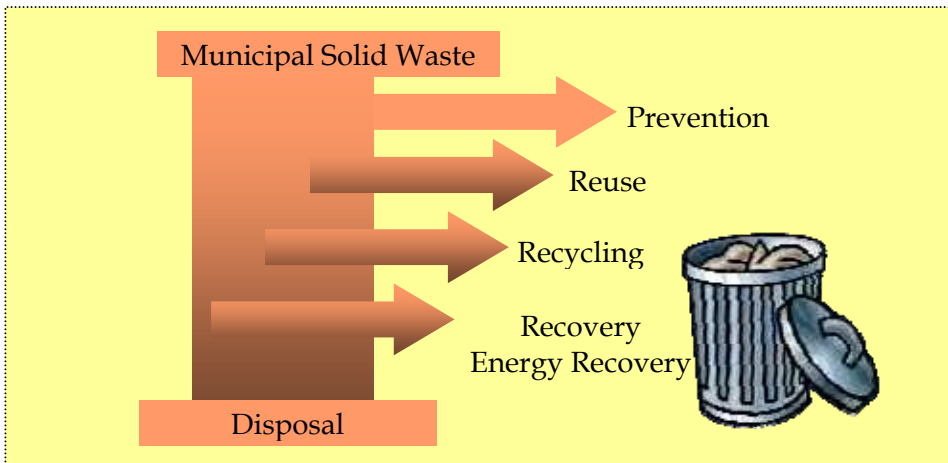 Municipal Solid Waste
Prevention
Reuse
Recycling
Recovery
Energy Recovery
Disposal